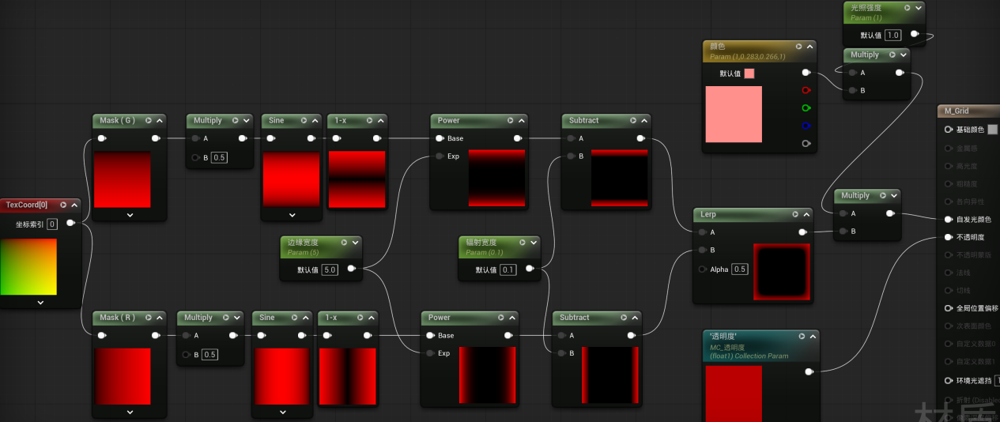 光照强度
Param (1)
默认值 1.0
颜色
Param (1,0.283,0.266,1)
默认值
Multiply
A
B
M_Grid
基础颜色
金属感
高光度
粗糙度
各向异性
自发光颜色
不透明度
不透明蒙版
法线
切线
全局位置偏移
次表面颜色
自定义数据0
自定义数据1
环境光遮挡 1
折射 (Disabled
Mask ( G )
Multiply
A
B 0.5
Sine
1-x
Power
Base
Exp
Subtract
A
B
TexCoord[0]
坐标索引 0
边缘宽度
Param (5)
默认值 5.0
辐射宽度
Param (0.1)
默认值 0.1
Lerp
A
B
Alpha 0.5
Multiply
A
B
Mask ( R )
Multiply
A
B 0.5
Sine
1-x
Power
Base
Exp
Subtract
A
B
'透明度'
MC_透明度
(float1) Collection Param